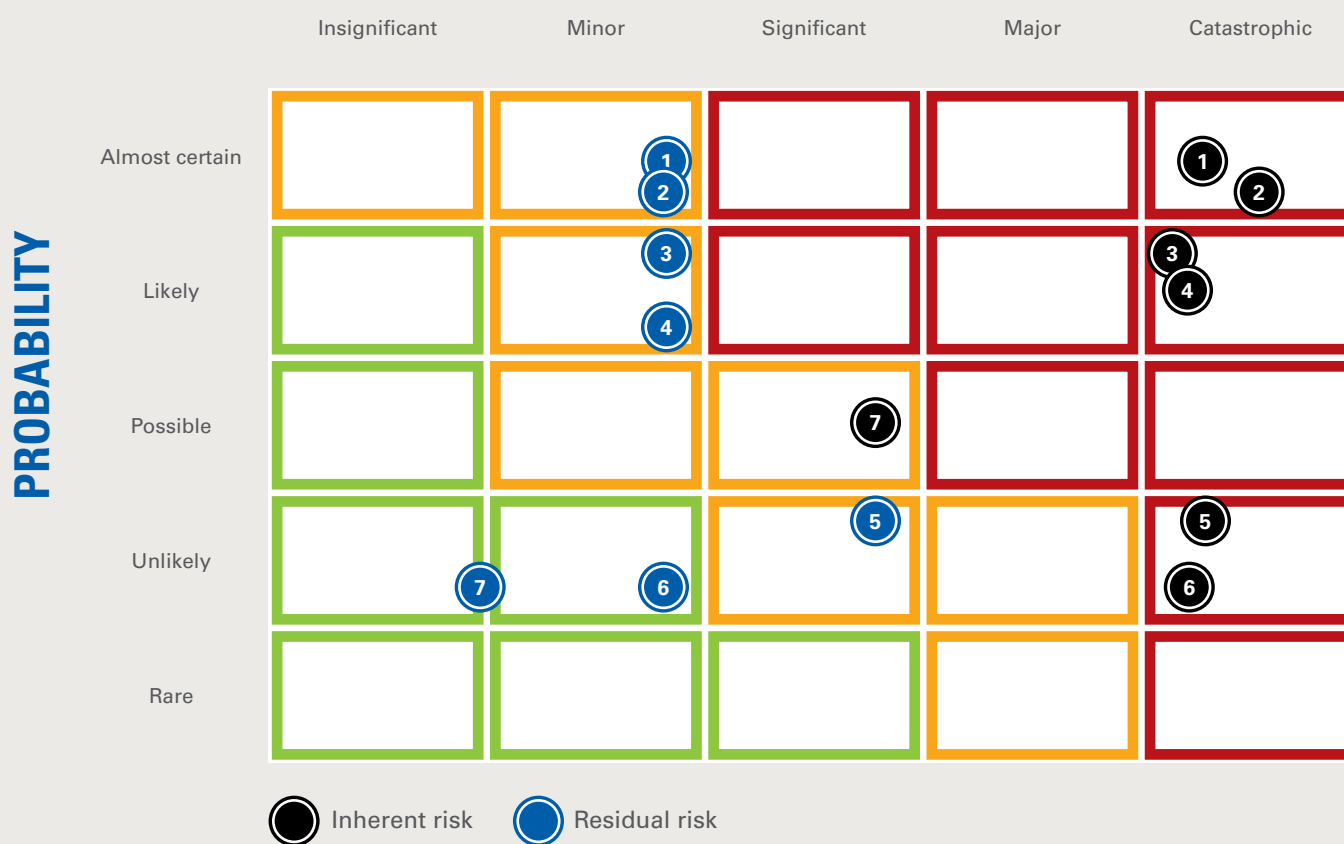 Insignificant Minor Significant Major Catastrophic
PROBABILITY
Almost certain
1
2
1
2
Likely
3
4
3
4
Possible
7
Unlikely
5
5
7
6
6
Rare
Inherent risk Residual risk